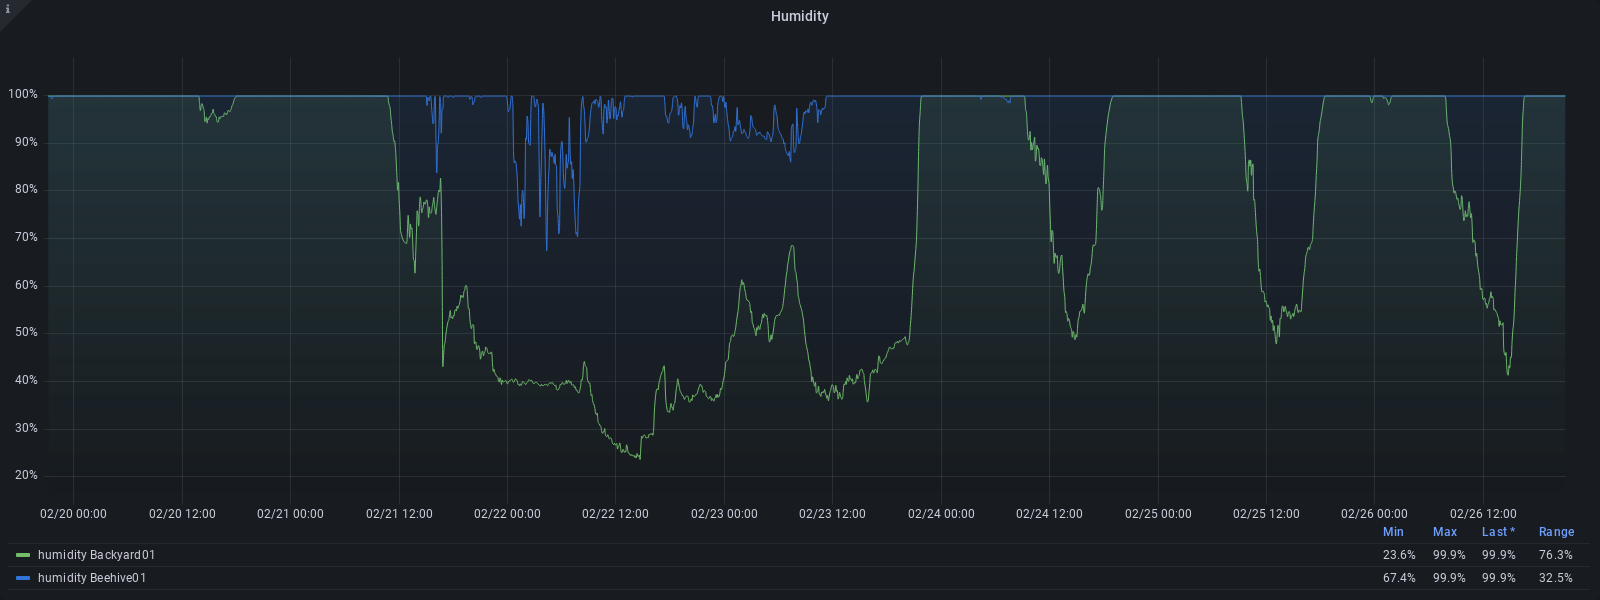 i
Humidity
100%
90%
80%
70%
60%
50%
40%
30%
20%
02/20 00:00 02/20 12:00 02/21 00:00 02/21 12:00 02/22 00:00 02/22 12:00 02/23 00:00 02/23 12:00 02/24 00:00 02/24 12:00 02/25 00:00 02/25 12:00 02/26 00:00 02/26 12:00
Min Max Last * Range
humidity Backyard01 23.6% 99.9% 99.9% 76.3%
humidity Beehive01 67.4% 99.9% 99.9% 32.5%